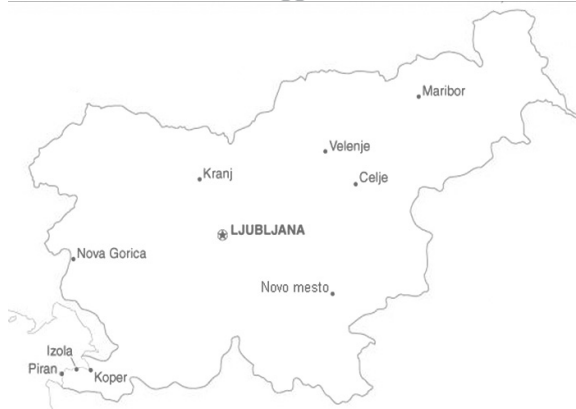 Maribor
Velenje
Kranj
Celje
LJUBLJANA
Nova Gorica
Novo mesto
Izola
Piran
Koper